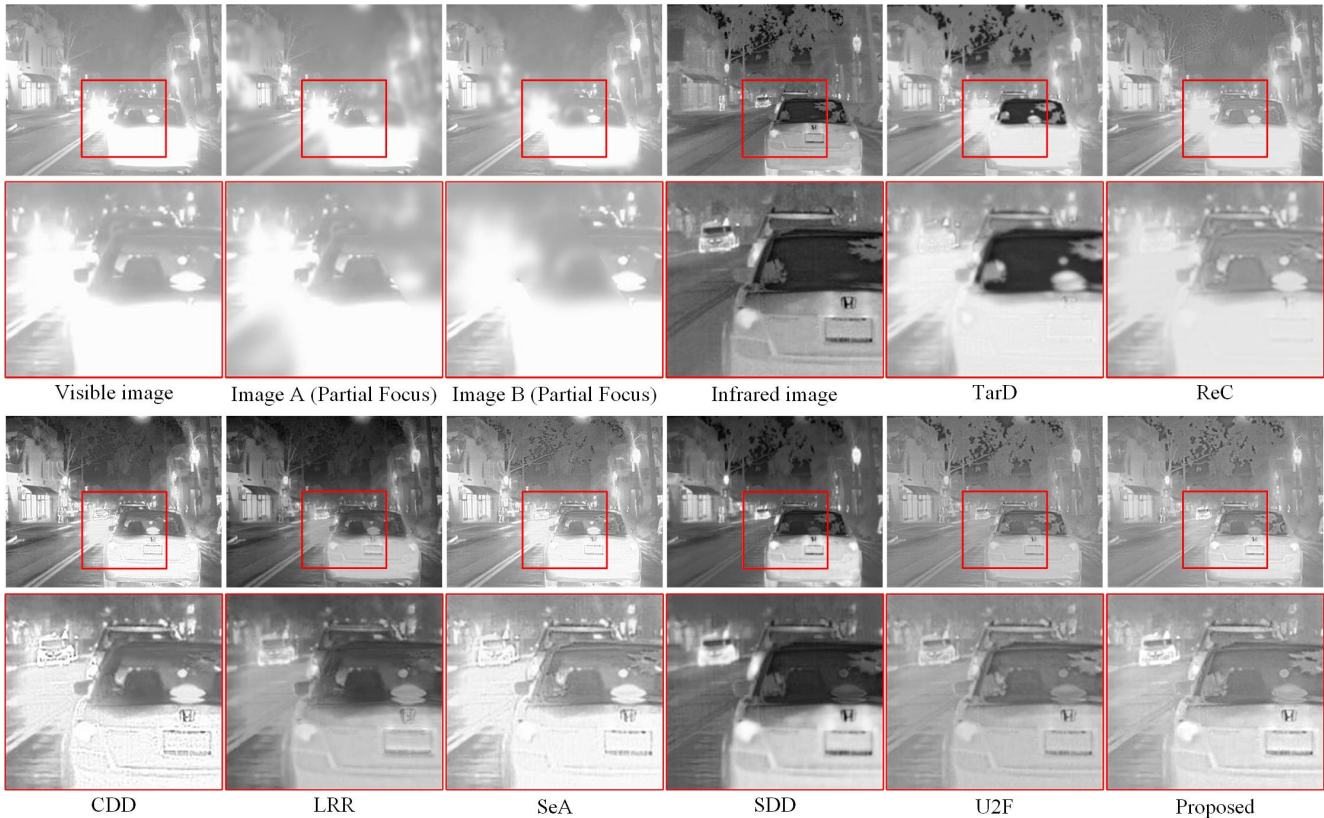 Visible image
Image A (Partial Focus)
Image B (Partial Focus)
Infrared image
TarD
ReC
CDD
LRR
SeA
SDD
U2F
Proposed